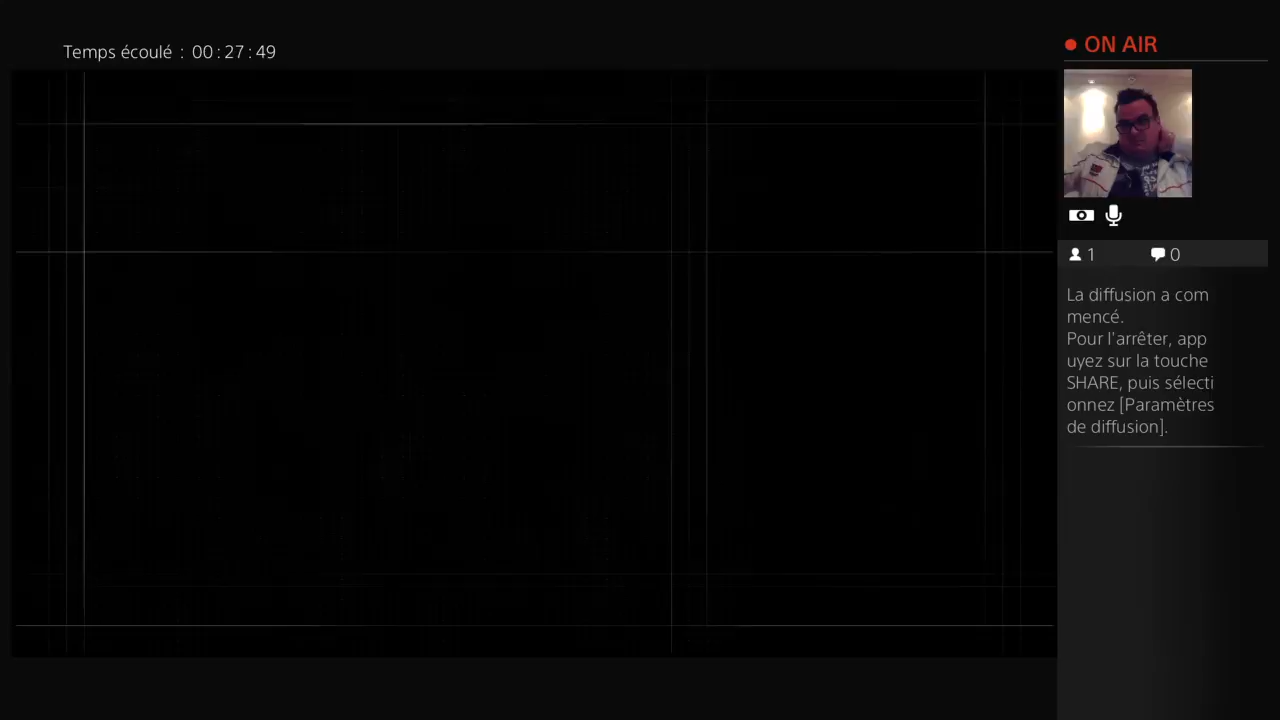 Temps écoulé : 00:27:49
ON AIR
1
0
La diffusion a com
mencé.
Pour l'arrêter, app
uyez sur la touche
SHARE, puis sélecti
onnez [Paramètres
de diffusion].